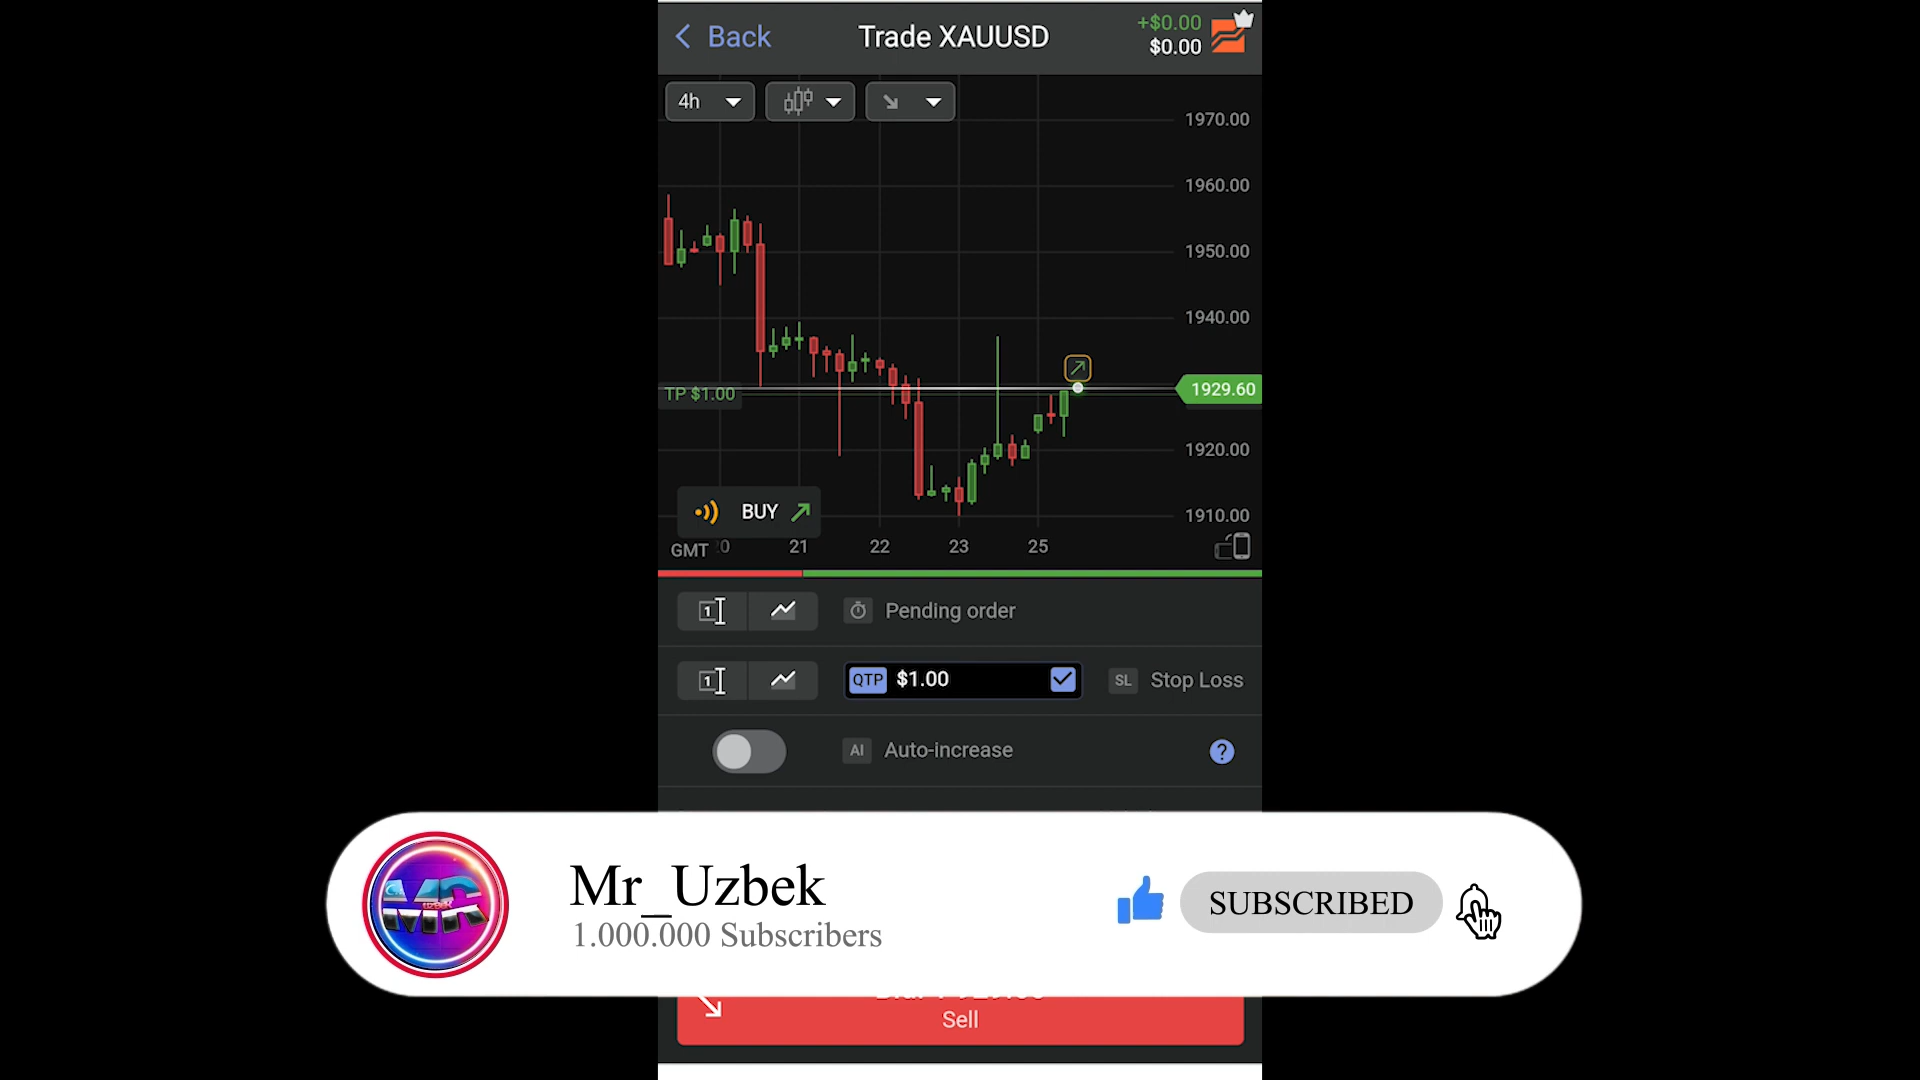 Back
Trade XAUUSD
+$0.00
$0.00
4h
1970.00
1960.00
1950.00
1940.00
TP $1.00
1929.60
1920.00
BUY
1910.00
GMT
21
22
23
25
Pending order
QTP $1.00
SL Stop Loss
AI Auto-increase
?
MR
UZBEK
Mr_Uzbek
1.000.000 Subscribers
SUBSCRIBED
Sell